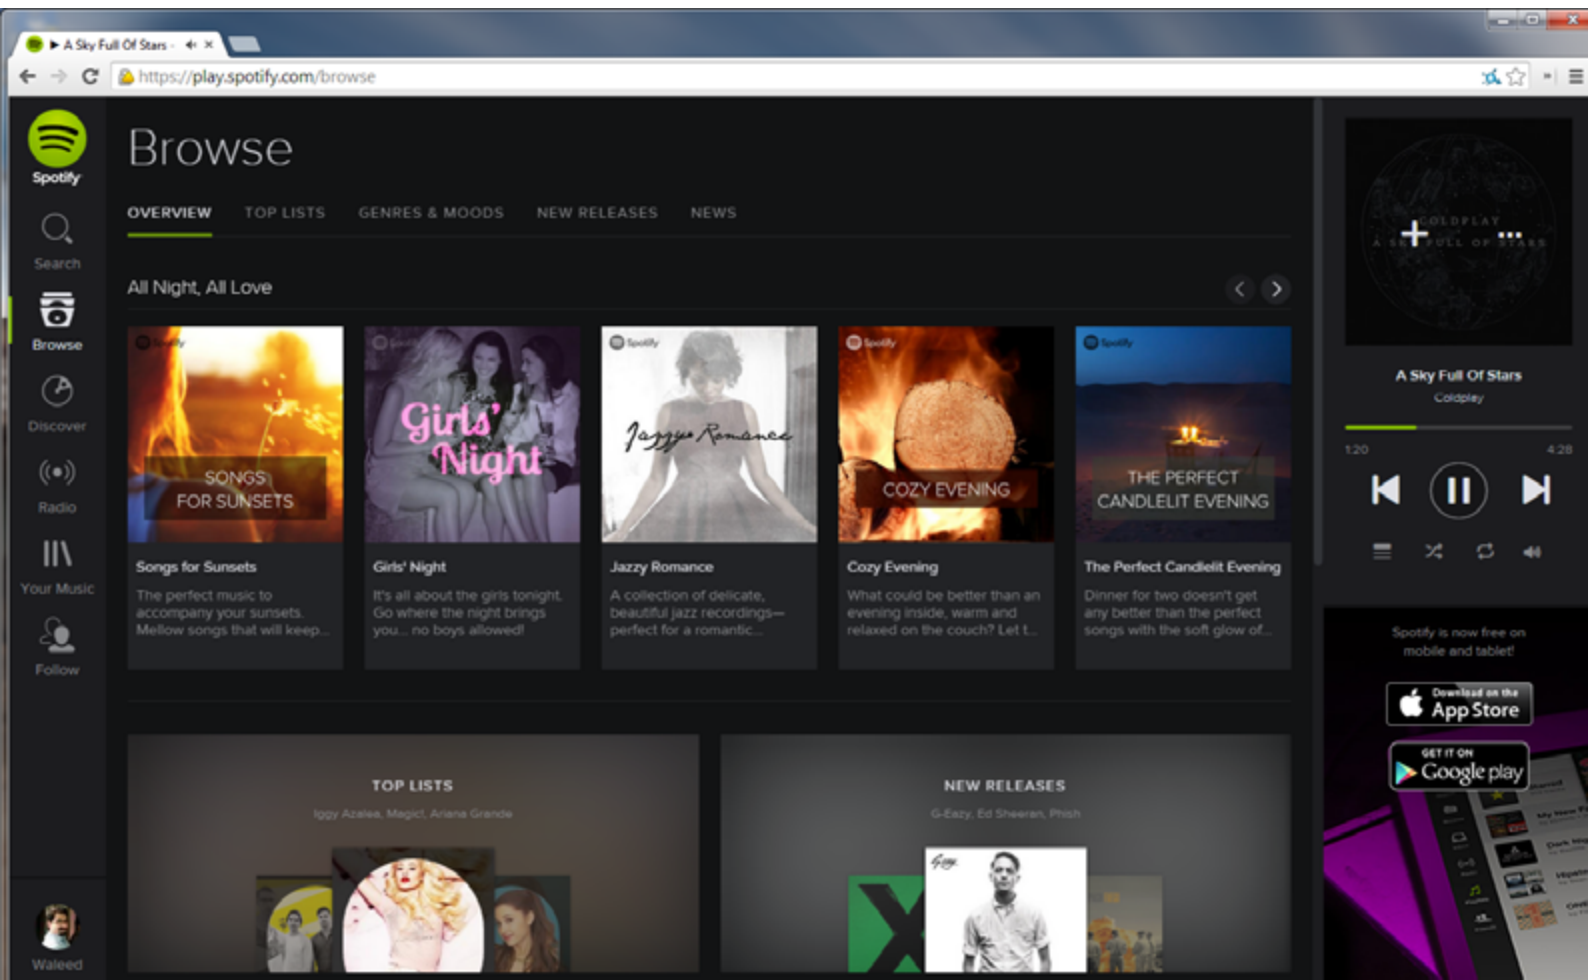 A Sky Full Of Stars -
https://play.spotify.com/browse
Spotify
Search
Browse
Discover
Radio
Your Music
Follow
Waleed
Browse
OVERVIEW TOP LISTS GENRES & MOODS NEW RELEASES NEWS
All Night, All Love
Spotify
SONGS
FOR SUNSETS
Songs for Sunsets
The perfect music to
accompany your sunsets.
Mellow songs that will keep...
Spotify
Girls'
Night
Girls' Night
It's all about the girls tonight.
Go where the night brings
you... no boys allowed!
Spotify
Jazzy Romance
Jazzy Romance
A collection of delicate,
beautiful jazz recordings—
perfect for a romantic...
Spotify
COZY EVENING
Cozy Evening
What could be better than an
evening inside, warm and
relaxed on the couch? Let t...
Spotify
THE PERFECT
CANDLELIT EVENING
The Perfect Candlelit Evening
Dinner for two doesn't get
any better than the perfect
songs with the soft glow of...
TOP LISTS
Iggy Azalea, Magic!, Ariana Grande
NEW RELEASES
G-Eazy, Ed Sheeran, Phish
COLDPLAY
A SKY FULL OF STARS
A Sky Full Of Stars
Coldplay
1:20 4:28
Spotify is now free on
mobile and tablet!
Download on the
App Store
GET IT ON
Google play